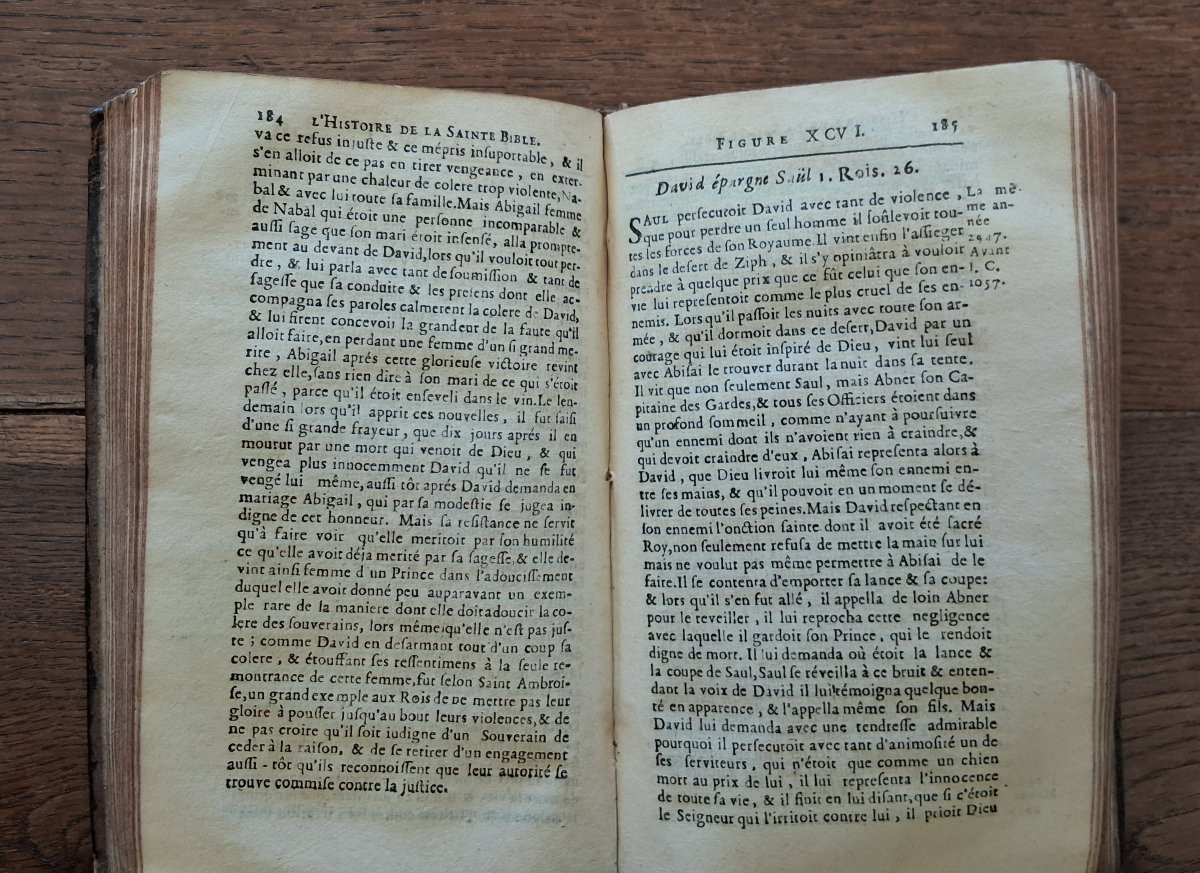 184 L'HISTOIRE DE LA SAINTE BIBLE.
va ce refus injuſte & ce mépris inſuportable, & il
s'en alloit de ce pas en tirer vengeance, en exter-
minant par une chaleur de colere trop violente, Na-
bal & avec lui toute ſa famille. Mais Abigail femme
de Nabal qui étoit une perſonne incomparable &
auſſi sage que ſon mari étoit inſenſé, alla prompte-
ment au devant de David, lors qu'il vouloit tout per-
dre, & lui parla avec tant de ſoumiſſion & tant de
ſageſſe que ſa conduite & les preſens dont elle ac-
compagna ſes paroles calmerent la colere de David,
& lui firent concevoir la grandeur de la faute qu'il
alloit faire, en perdant une femme d'un ſi grand me-
rite, Abigail aprés cette glorieuse victoire revint
chez elle, ſans rien dire à ſon mari de ce qui s'étoit
paſſé, parce qu'il étoit enſeveli dans le vin. Le len-
demain lors qu'il apprit ces nouvelles, il fut ſaiſi
d'une ſi grande frayeur, que dix jours aprés il en
mourut par une mort qui venoit de Dieu, & qui
vengea plus innocemment David qu'il ne ſe fut
vengé lui même, auſſi tôt aprés David demanda en
mariage Abigail, qui par ſa modeſtie ſe jugea in-
digne de cet honneur. Mais ſa reſiſtance ne ſervit
qu'à faire voir qu'elle meritoit par ſon humilité
ce qu'elle avoit déja merité par ſa ſageſſe, & elle de-
vint ainſi femme d'un Prince dans l'adouciſſement
duquel elle avoit donné peu auparavant un exem-
ple rare de la maniere dont elle doit adoucir la co-
lere des ſouverains, lors même qu'elle n'eſt pas juſ-
te; comme David en deſarmant tout d'un coup ſa
colere, & étouffant ſes reſſentimens à la ſeule re-
montrance de cette femme, fut ſelon Saint Ambroi-
ſe, un grand exemple aux Rois de ne mettre pas leur
gloire à pouſſer juſqu'au bout leurs violences, & de
ne pas croire qu'il ſoit iudigne d'un Souverain de
ceder à la raiſon, & de ſe retirer d'un engagement
auſſi-tôt qu'ils reconnoiſſent que leur autorité ſe
trouve commiſe contre la juſtice.
FIGURE XCVI. 185
David épargne Saül 1. Rois. 26.
SAUL perſecutoit David avec tant de violence,
que pour perdre un ſeul homme il ſoûlevoit tou-
tes les forces de ſon Royaume. Il vint enfin l'aſſieger
dans le deſert de Ziph, & il s'y opiniâtra à vouloir
prendre à quelque prix que ce fût celui que ſon en-
vie lui repreſentoit comme le plus cruel de ſes en-
nemis. Lors qu'il paſſoit les nuits avec toute ſon ar-
mée, & qu'il dormoit dans ce deſert, David par un
courage qui lui étoit inſpiré de Dieu, vint lui ſeul
avec Abiſai le trouver durant la nuit dans ſa tente.
Il vit que non ſeulement Saul, mais Abner ſon Ca-
pitaine des Gardes, & tous ſes Officiers étoient dans
un profond ſommeil, comme n'ayant à pourſuivre
qu'un ennemi dont ils n'avoient rien à craindre, &
qui devoit craindre d'eux, Abiſai repreſenta alors à
David, que Dieu livroit lui même ſon ennemi en-
tre ſes mains, & qu'il pouvoit en un moment ſe dé-
livrer de toutes ſes peines. Mais David reſpectant en
ſon ennemi l'onction ſainte dont il avoit été ſacré
Roy, non ſeulement refuſa de mettre la main ſur lui
mais ne voulut pas même permettre à Abiſai de le
faire. Il ſe contenta d'emporter ſa lance & ſa coupe:
& lors qu'il s'en fut allé, il appella de loin Abner
pour le reveiller, il lui reprocha cette negligence
avec laquelle il gardoit ſon Prince, qui le rendoit
digne de mort. Il lui demanda où étoit la lance &
la coupe de Saul, Saul ſe réveilla à ce bruit & enten-
dant la voix de David il lui témoigna quelque bon-
té en apparence, & l'appella même ſon fils. Mais
David lui demanda avec une tendreſſe admirable
pourquoi il perſecutoit avec tant d'animoſité un de
ſes ſerviteurs, qui n'étoit que comme un chien
mort au prix de lui, il lui repreſenta l'innocence
de toute ſa vie, & il finit en lui diſant, que ſi c'étoit
le Seigneur qui l'irritoit contre lui, il prioit Dieu
La mê-
me an-
née
2947.
Avant
I. C.
1057.